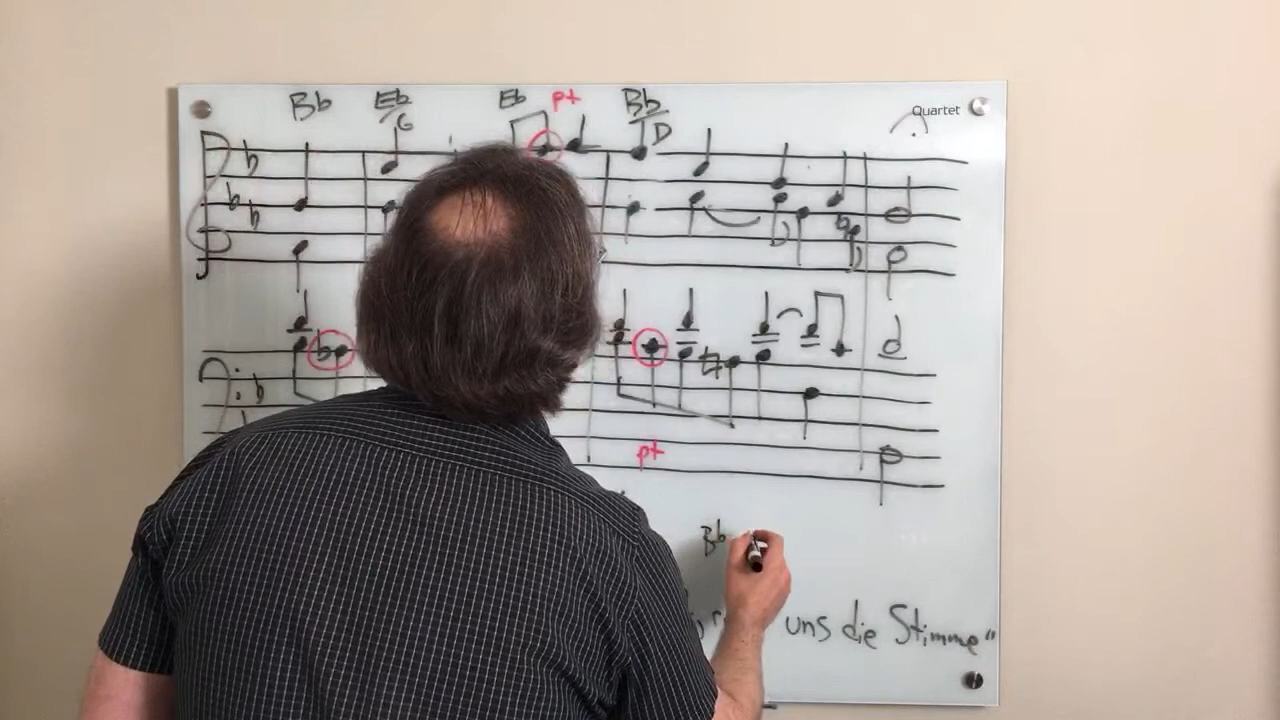 Quartet
Bb Eb/G Eb pt Bb/D
pt
Bb
uns die Stimme"